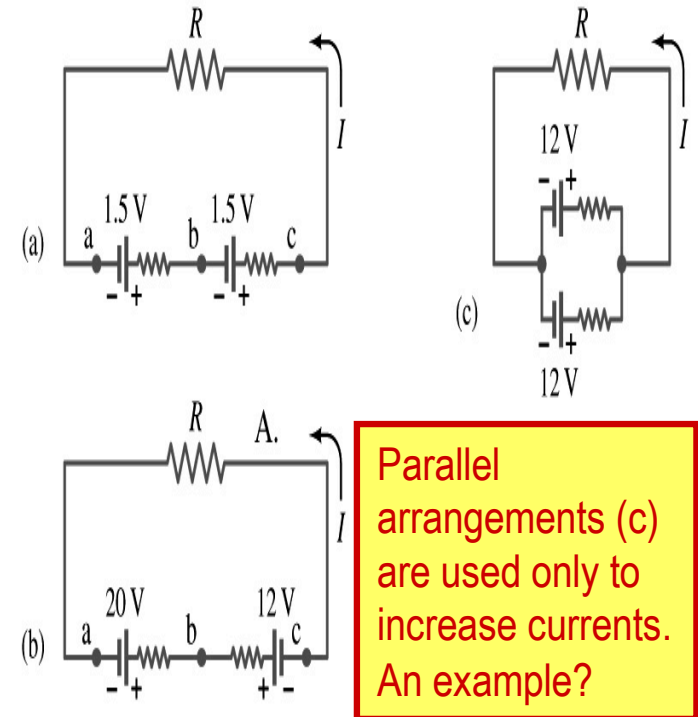 R
I
1.5 V 1.5 V
(a) a b c
- + - +
R
I
12 V
- +
(c)
- +
12 V
R A.
I
20 V 12 V
(b) a b c
- + + -
Parallel
arrangements (c)
are used only to
increase currents.
An example?